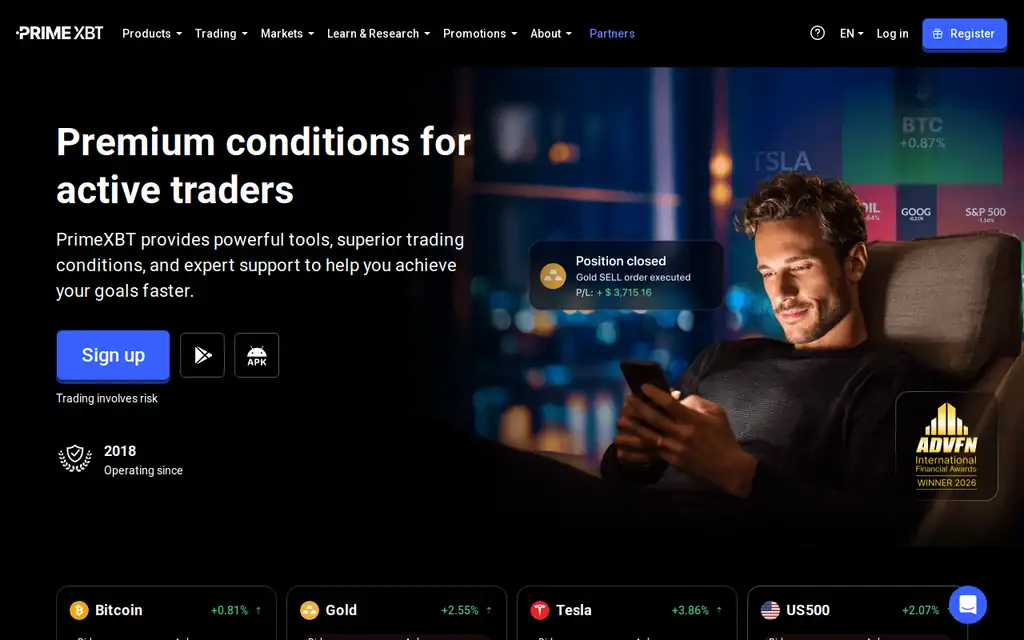 PRIME XBT
Products
Trading
Markets
Learn & Research
Promotions
About
Partners
EN
Log in
Register
Premium conditions for
active traders
PrimeXBT provides powerful tools, superior trading
conditions, and expert support to help you achieve
your goals faster.
Sign up
APK
Trading involves risk
2018
Operating since
BTC
+0.87%
TSLA
GOOG
S&P 500
Position closed
Gold SELL order executed
P/L: + $ 3,715.16
ADVFN
International
Financial Awards
WINNER 2026
Bitcoin
+0.81% ↑
Gold
+2.55% ↑
Tesla
+3.86% ↑
US500
+2.07%